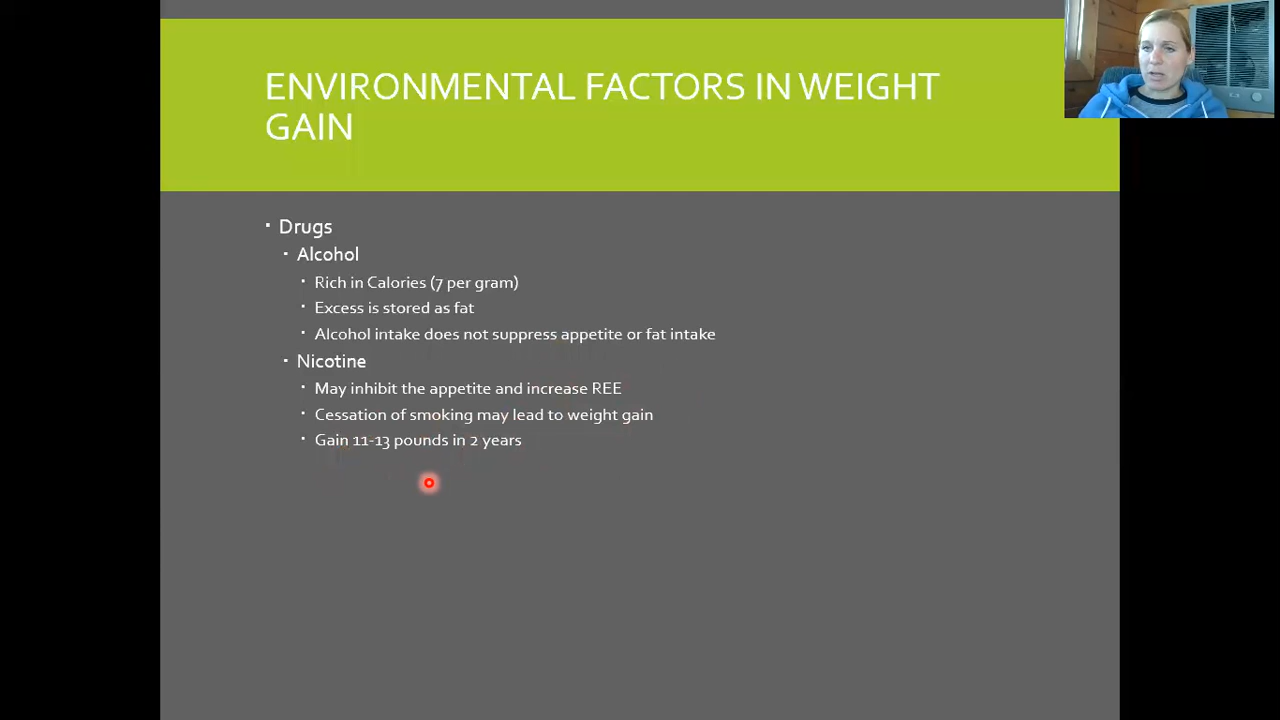 ENVIRONMENTAL FACTORS IN WEIGHT
GAIN
▪ Drugs
▪ Alcohol
▪ Rich in Calories (7 per gram)
▪ Excess is stored as fat
▪ Alcohol intake does not suppress appetite or fat intake
▪ Nicotine
▪ May inhibit the appetite and increase REE
▪ Cessation of smoking may lead to weight gain
▪ Gain 11-13 pounds in 2 years